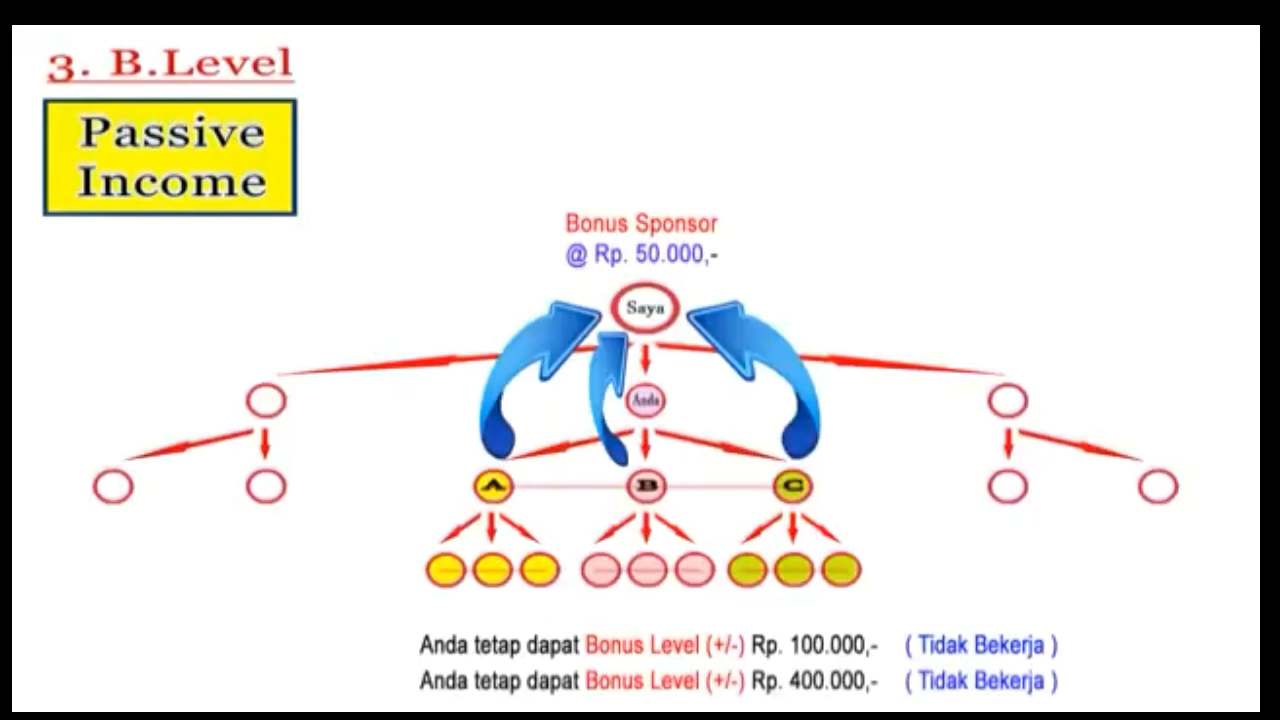 3. B.Level
Passive
Income
Bonus Sponsor
@ Rp. 50.000,-
Saya
Anda
A
B
C
Anda tetap dapat Bonus Level (+/-) Rp. 100.000,- ( Tidak Bekerja )
Anda tetap dapat Bonus Level (+/-) Rp. 400.000,- ( Tidak Bekerja )